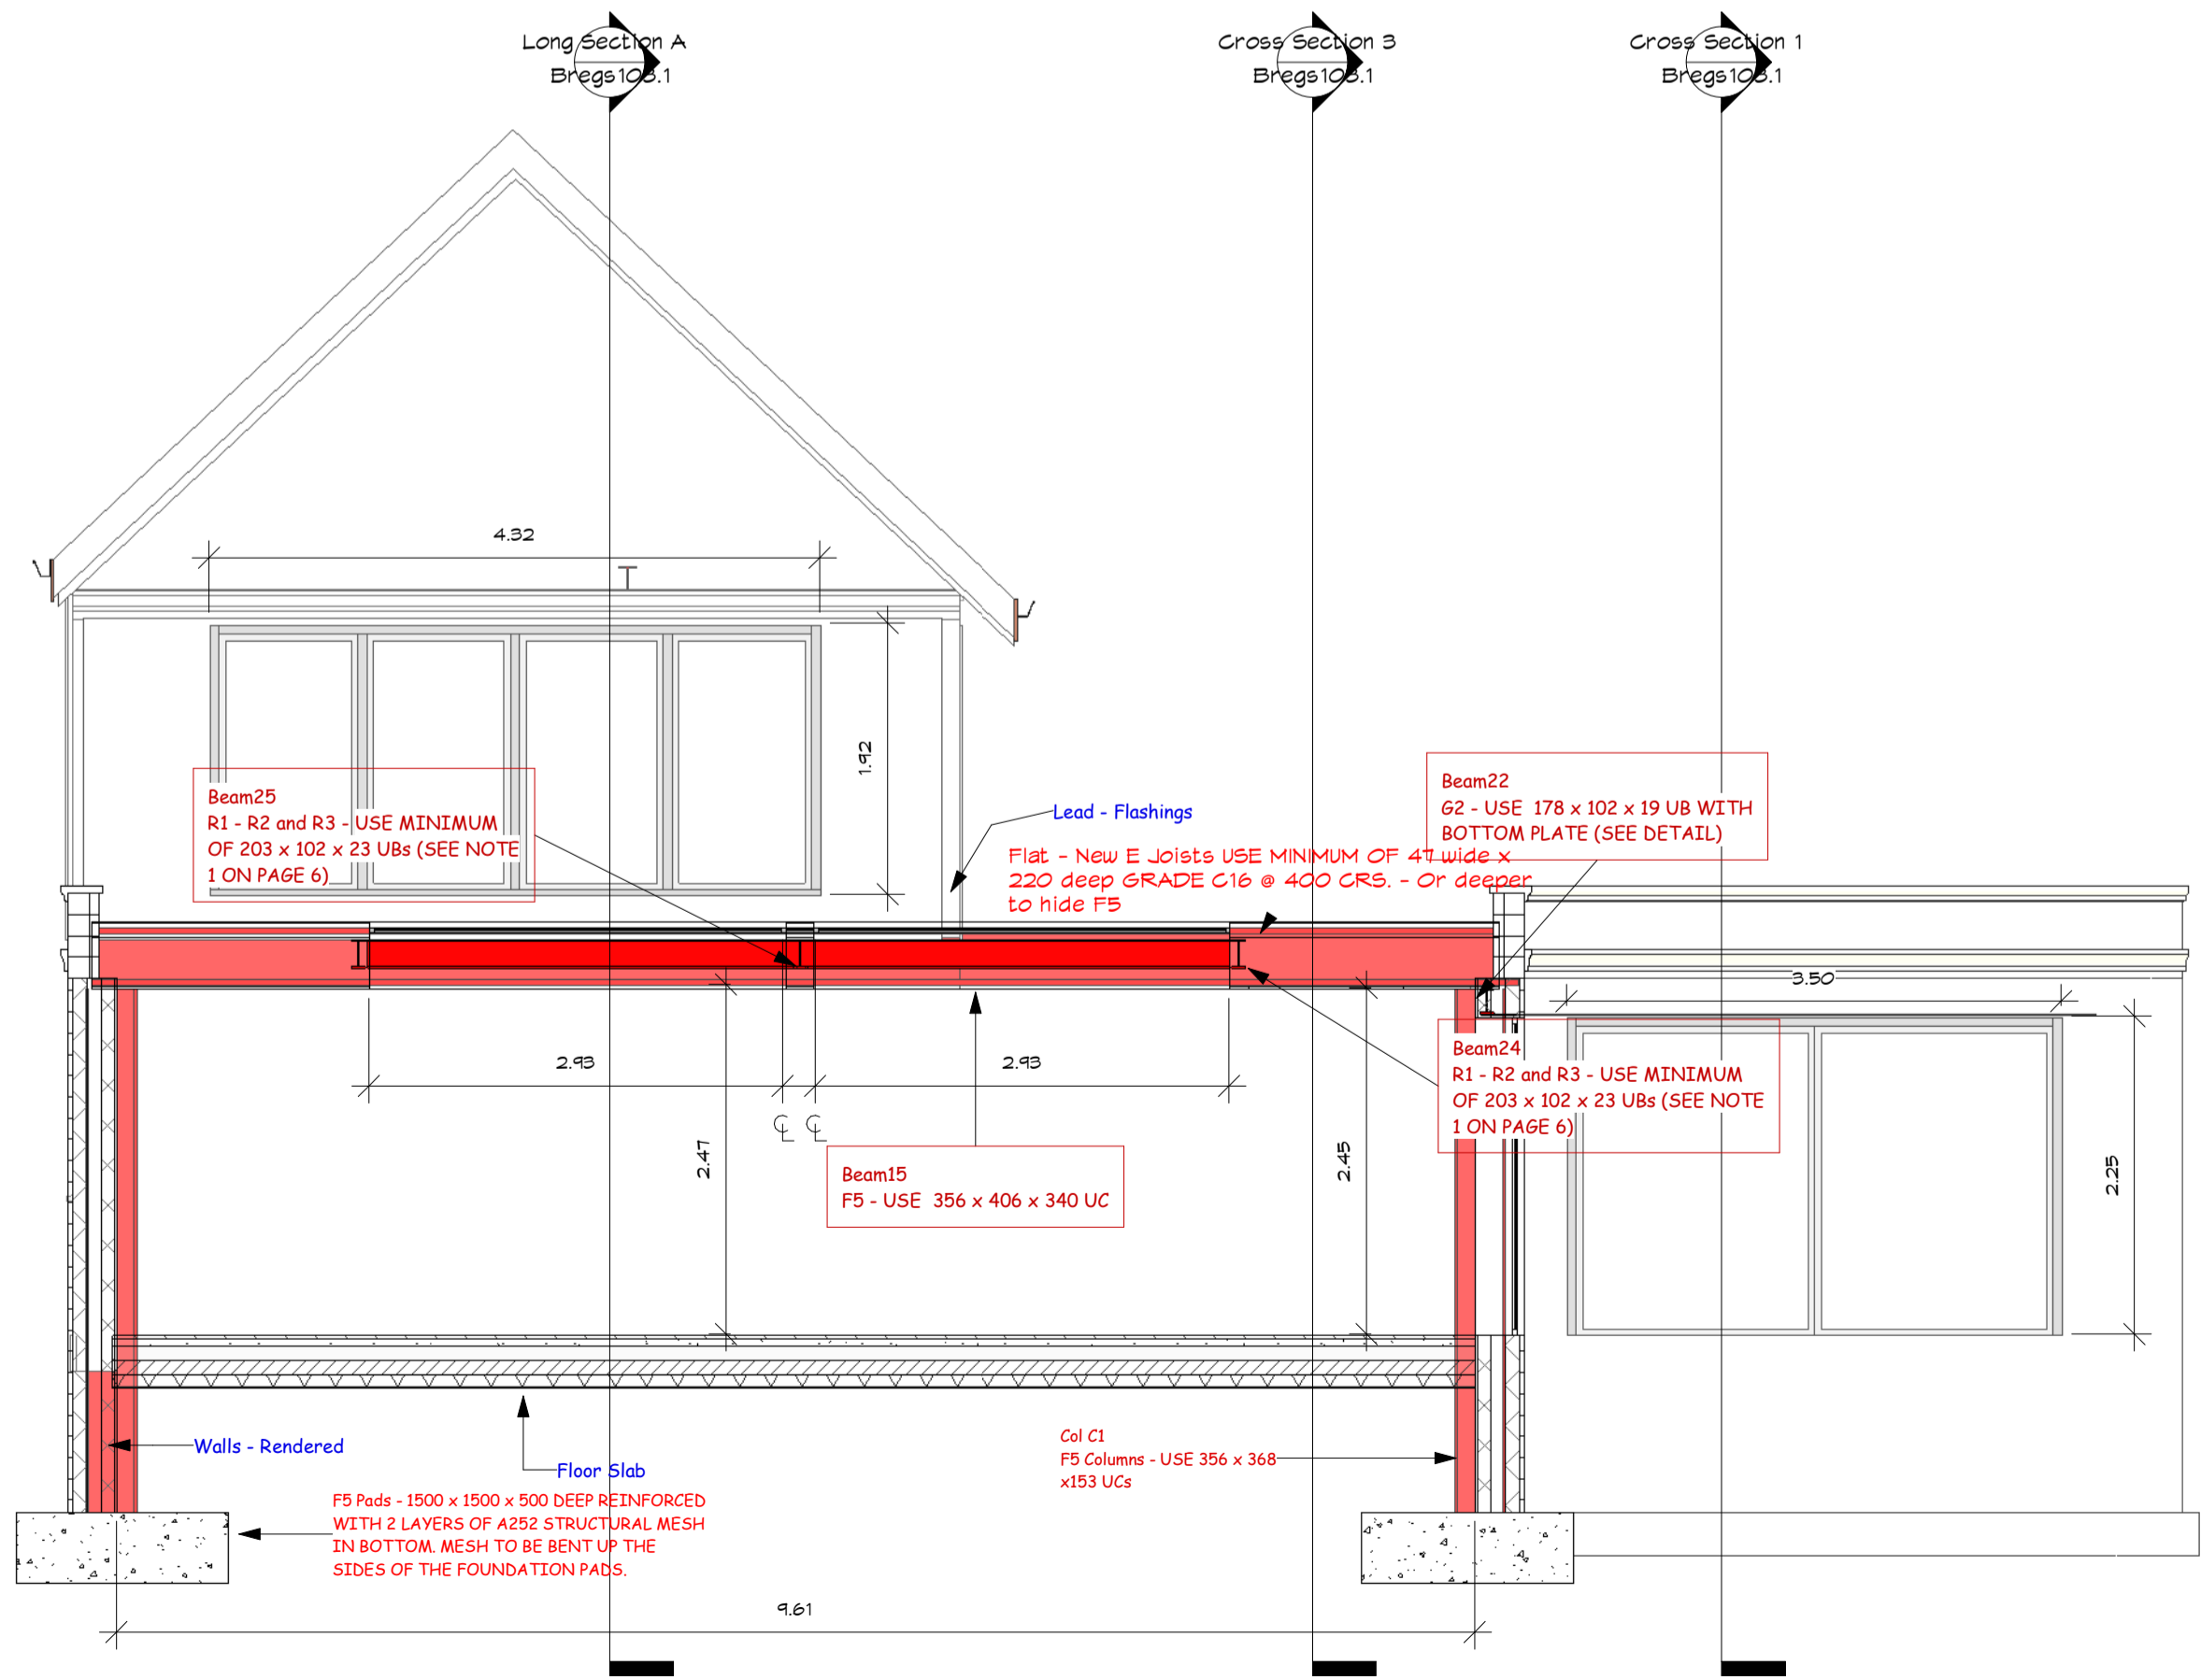 Long Section A
Bregs103.1
Cross Section 3
Bregs103.1
Cross Section 1
Bregs103.1
4.32
1.92
Beam25
R1 - R2 and R3 - USE MINIMUM
OF 203 x 102 x 23 UBs (SEE NOTE
1 ON PAGE 6)
Lead - Flashings
Flat - New E Joists USE MINIMUM OF 47 wide x
220 deep GRADE C16 @ 400 CRS. - Or deeper
to hide F5
Beam22
G2 - USE 178 x 102 x 19 UB WITH
BOTTOM PLATE (SEE DETAIL)
3.50
2.93
2.93
2.47
2.45
2.25
Beam24
R1 - R2 and R3 - USE MINIMUM
OF 203 x 102 x 23 UBs (SEE NOTE
1 ON PAGE 6)
Beam15
F5 - USE 356 x 406 x 340 UC
Walls - Rendered
Floor Slab
Col C1
F5 Columns - USE 356 x 368
x153 UCs
F5 Pads - 1500 x 1500 x 500 DEEP REINFORCED
WITH 2 LAYERS OF A252 STRUCTURAL MESH
IN BOTTOM. MESH TO BE BENT UP THE
SIDES OF THE FOUNDATION PADS.
9.61